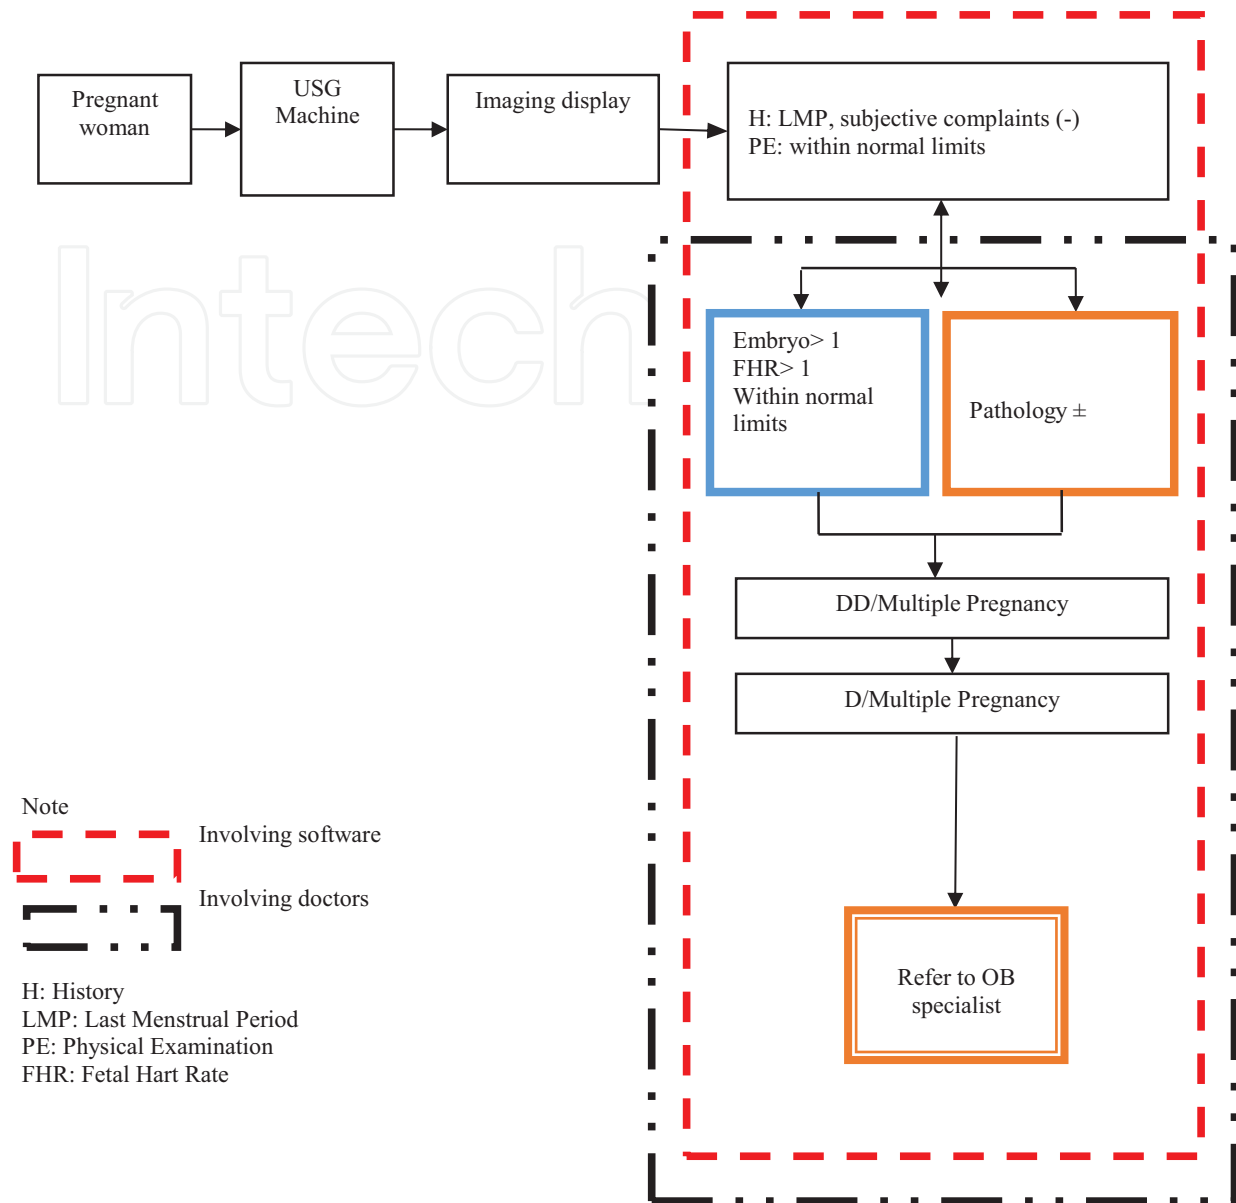 Pregnant
woman
USG
Machine
Imaging display
H: LMP, subjective complaints (-)
PE: within normal limits
Intech
Embryo> 1
FHR> 1
Within normal
limits
Pathology ±
DD/Multiple Pregnancy
D/Multiple Pregnancy
Refer to OB
specialist
Note
Involving software
Involving doctors
H: History
LMP: Last Menstrual Period
PE: Physical Examination
FHR: Fetal Hart Rate